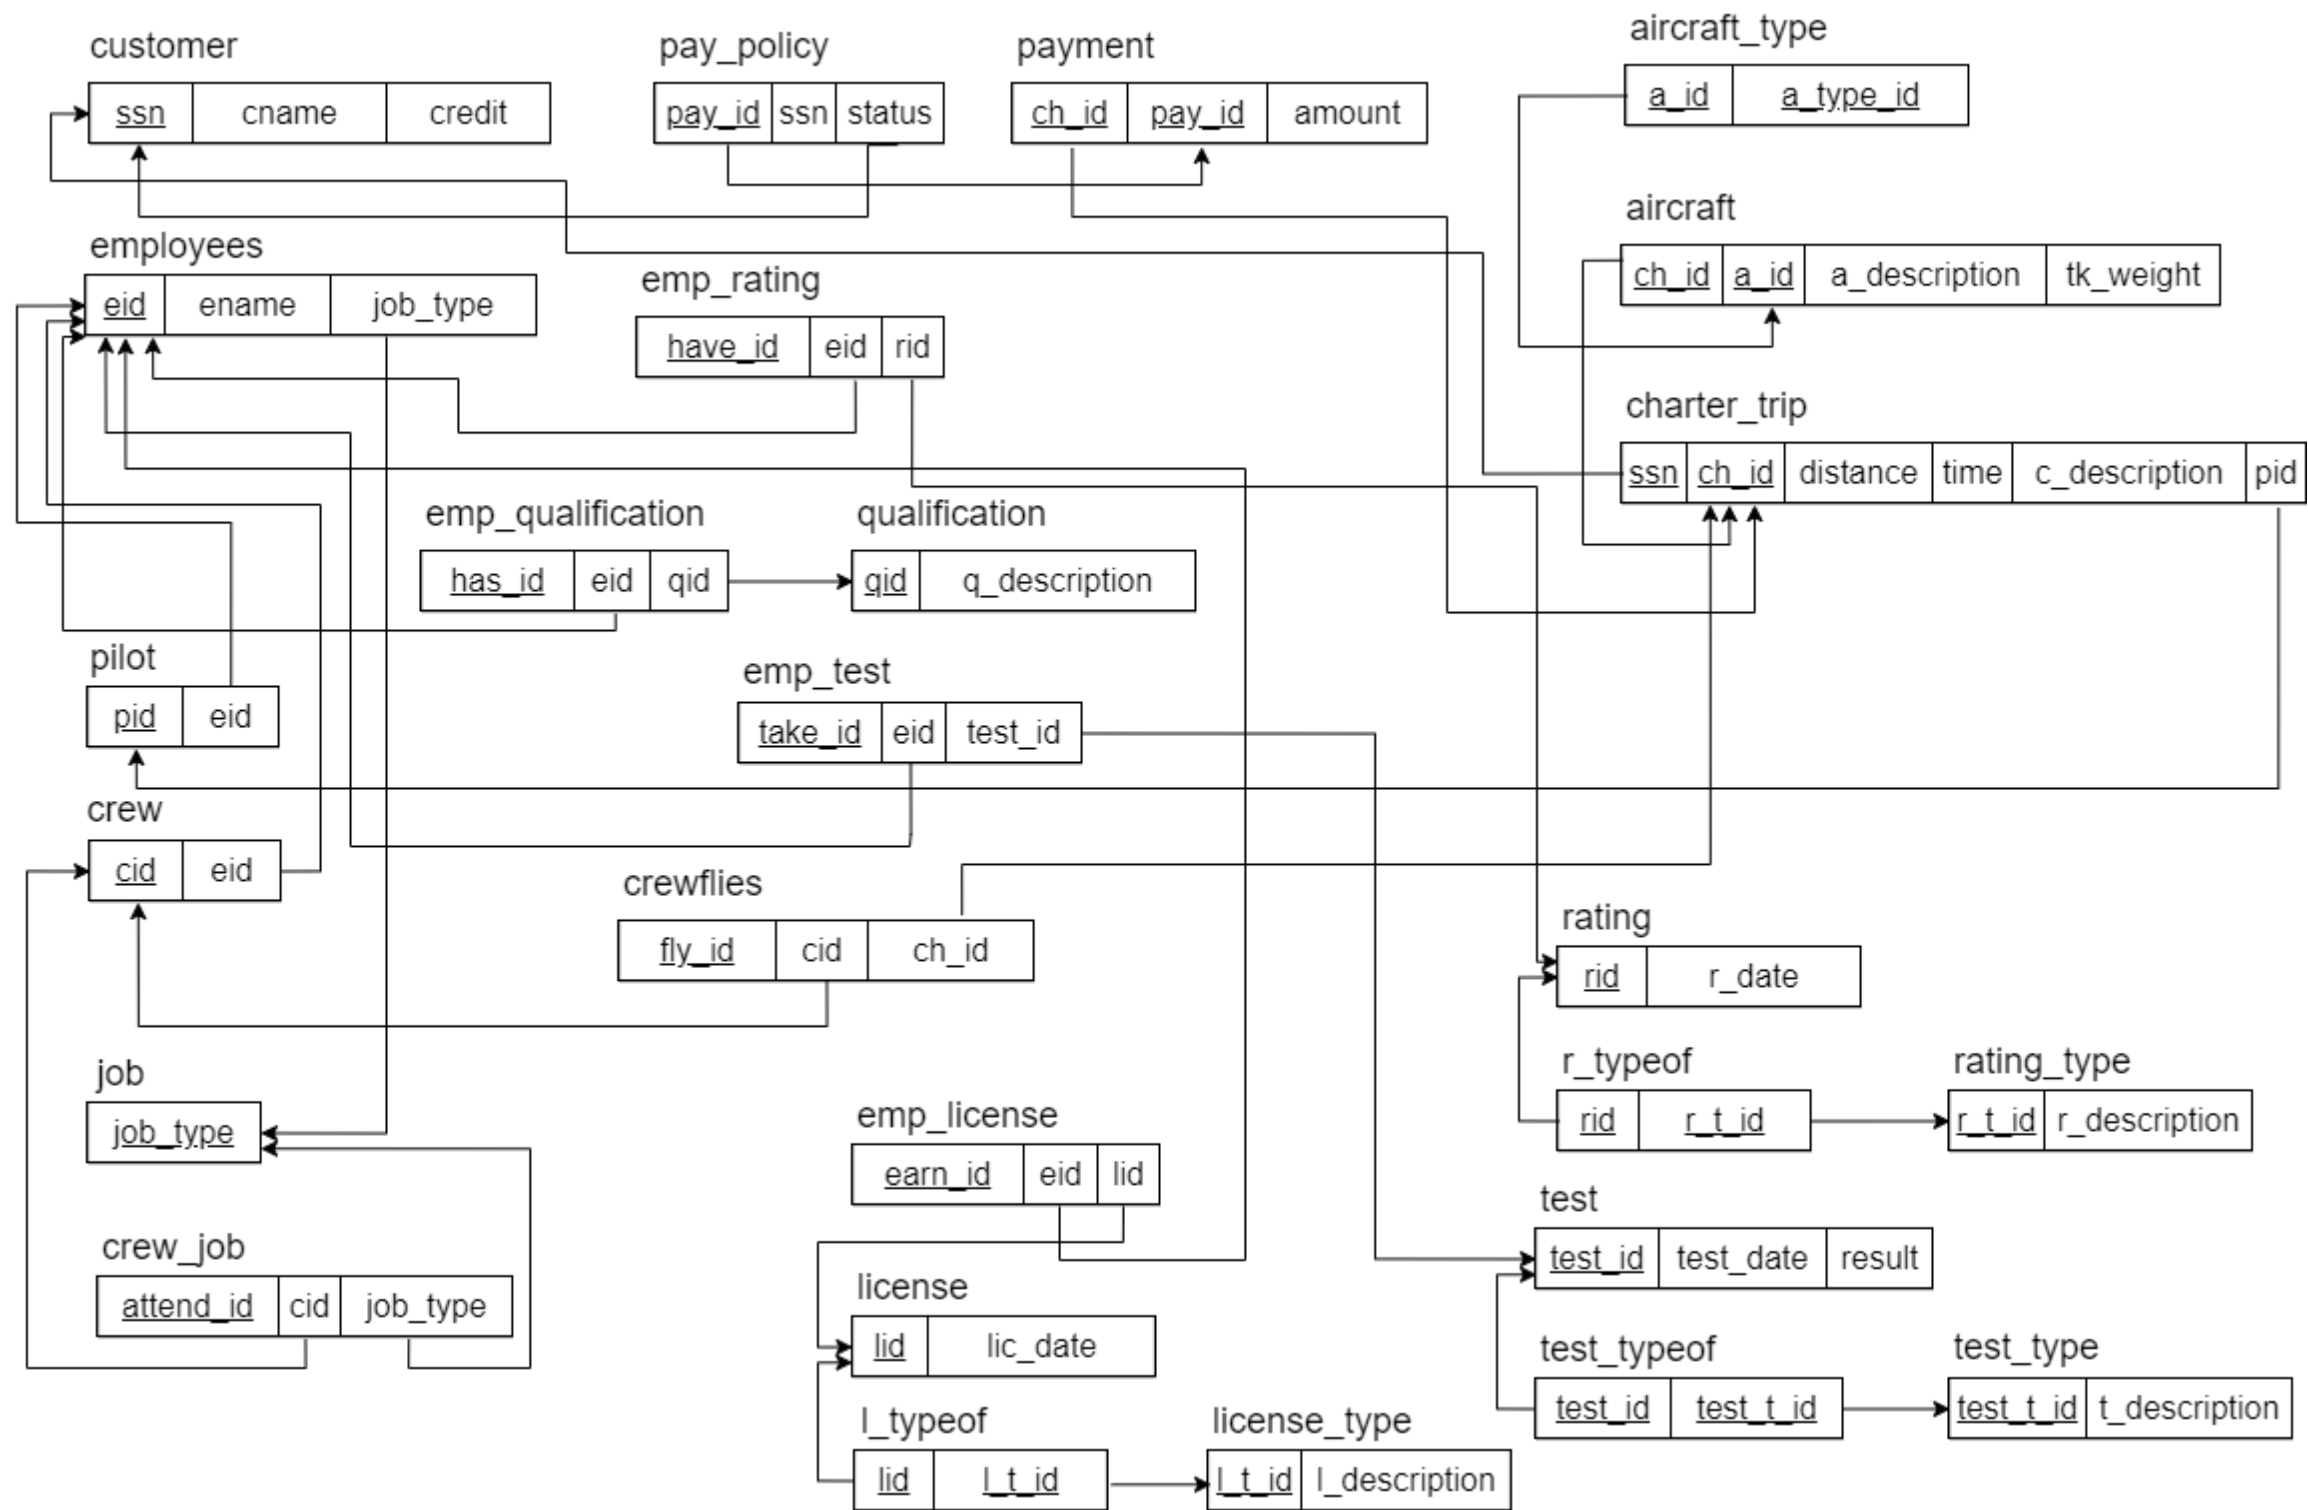 customer
ssn cname credit
pay_policy
pay_id ssn status
payment
ch_id pay_id amount
aircraft_type
a_id a_type_id
aircraft
ch_id a_id a_description tk_weight
employees
eid ename job_type
emp_rating
have_id eid rid
charter_trip
ssn ch_id distance time c_description pid
emp_qualification
has_id eid qid
qualification
qid q_description
pilot
pid eid
emp_test
take_id eid test_id
crew
cid eid
crewflies
fly_id cid ch_id
rating
rid r_date
job
job_type
r_typeof
rid r_t_id
rating_type
r_t_id r_description
emp_license
earn_id eid lid
test
test_id test_date result
crew_job
attend_id cid job_type
license
lid lic_date
test_typeof
test_id test_t_id
test_type
test_t_id t_description
l_typeof
lid l_t_id
license_type
l_t_id l_description